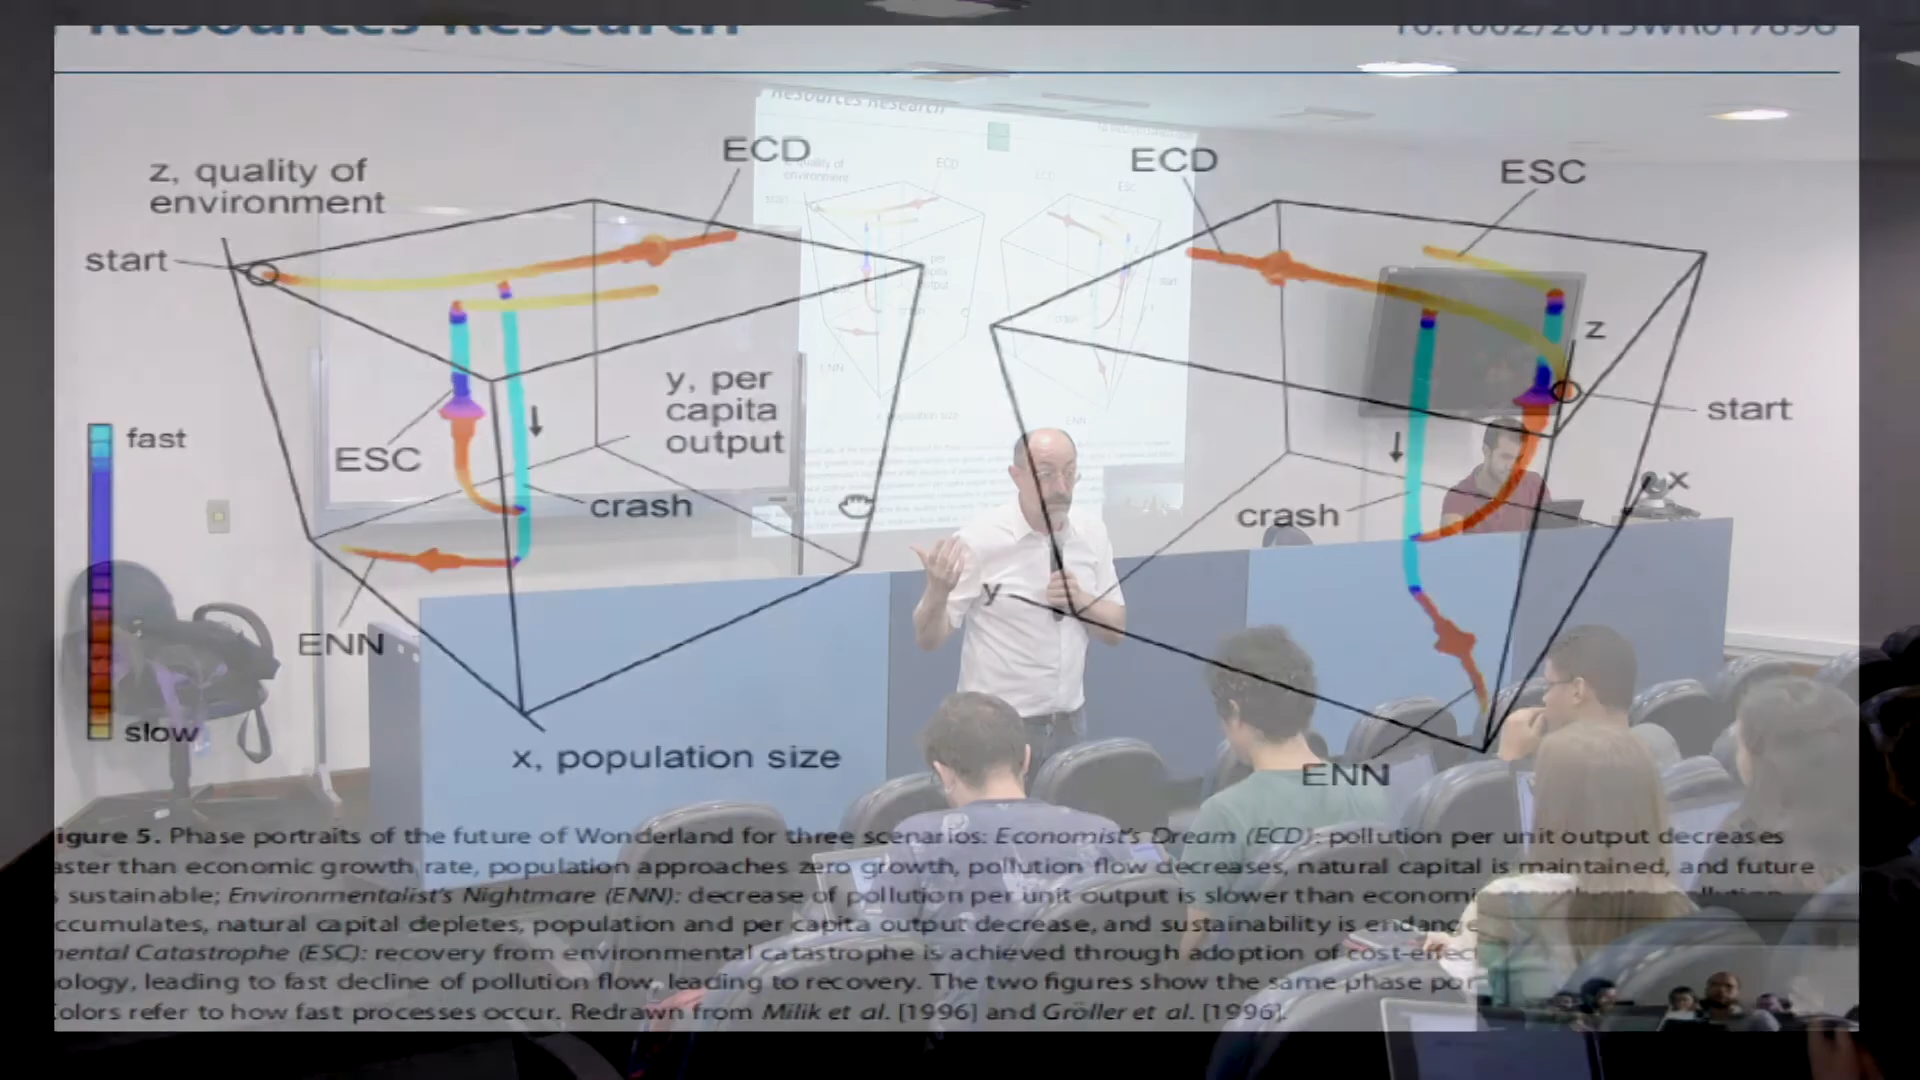 Resources Research
10.1002/2015WR017896
ECD
z, quality of
environment
start
ESC
y, per
capita
output
crash
ENN
x, population size
fast
slow
ECD
ESC
z
start
x
crash
y
ENN
igure 5. Phase portraits of the future of Wonderland for three scenarios: Economist's Dream (ECD): pollution per unit output decreases
aster than economic growth rate, population approaches zero growth, pollution flow decreases, natural capital is maintained, and future
s sustainable; Environmentalist's Nightmare (ENN): decrease of pollution per unit output is slower than economi
ccumulates, natural capital depletes, population and per capita output decrease, and sustainability is endange
mental Catastrophe (ESC): recovery from environmental catastrophe is achieved through adoption of cost-effec
ology, leading to fast decline of pollution flow, leading to recovery. The two figures show the same phase por
olors refer to how fast processes occur. Redrawn from Milik et al. [1996] and Gröller et al. [1996].